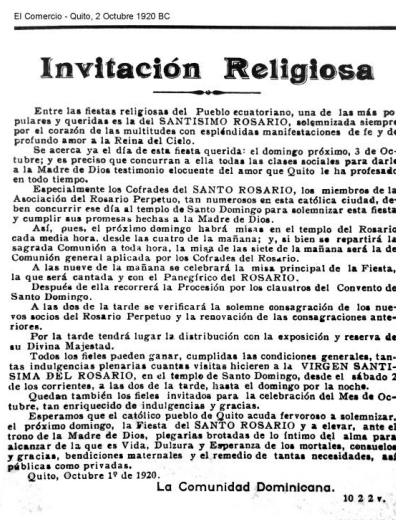 El Comercio - Quito, 2 Octubre 1920 BC
Invitación Religiosa
Entre las fiestas religiosas del Pueblo ecuatoriano, una de las más po
pulares y queridas es la del SANTISIMO ROSARIO, solemnizada siempre
por el corazón de las multitudes con espléndidas manifestaciones de fe y de
profundo amor a la Reina del Cielo.
Se acerca ya el día de esta fiesta querida: el domingo próximo, 3 de Oc-
tubre; y es preciso que concurran a ella todas las clases sociales para darle
a la Madre de Dios testimonio elocuente del amor que Quito le ha profesado
en todo tiempo.
Especialmente los Cofrades del SANTO ROSARIO, los miembros de la
Asociación del Rosario Perpetuo, tan numerosos en esta católica ciudad, de-
ben concurrir ese día al templo de Santo Domingo para solemnizar esta fiesta
y cumplir sus promesas hechas a la Madre de Dios.
Así, pues, el próximo domingo habrá misas en el templo del Rosario
cada media hora, desde las cuatro de la mañana; y, si bien se repartirá la
sagrada Comunión a toda hora, la misa de las siete de la mañana será la de
Comunión general aplicada por los Cofrades del Rosario.
A las nueve de la mañana se celebrará la misa principal de la Fiesta,
la que será cantada y con el Panegírico del ROSARIO.
Después de ella recorrerá la Procesión por los claustros del Convento de
Santo Domingo.
A las dos de la tarde se verificará la solemne consagración de los nue-
vos socios del Rosario Perpetuo y la renovación de las consagraciones ante-
riores.
Por la tarde tendrá lugar la distribución con la exposición y reserva de
su Divina Majestad.
Todos los fieles pueden ganar, cumplidas las condiciones generales, tan-
tas indulgencias plenarias cuantas visitas hicieren a la VIRGEN SANTI-
SIMA DEL ROSARIO, en el templo de Santo Domingo, desde el sábado 2
de los corrientes, a las dos de la tarde, hasta el domingo por la noche.
Quedan también los fieles invitados para la celebración del Mes de Oc-
tubre, tan enriquecido de indulgencias y gracias.
Esperamos que el católico pueblo de Quito acuda fervoroso a solemnizar,
el próximo domingo, la Fiesta del SANTO ROSARIO y a elevar, ante el
trono de la Madre de Dios, plegarias brotadas de lo íntimo del alma para
alcanzar de la que es Vida, Dulzura y Esperanza de los mortales, consuelos
y gracias, bendiciones maternales y el remedio de tantas necesidades, así
públicas como privadas.
Quito, Octubre 1º de 1920.
La Comunidad Dominicana.
10 2 2 v.